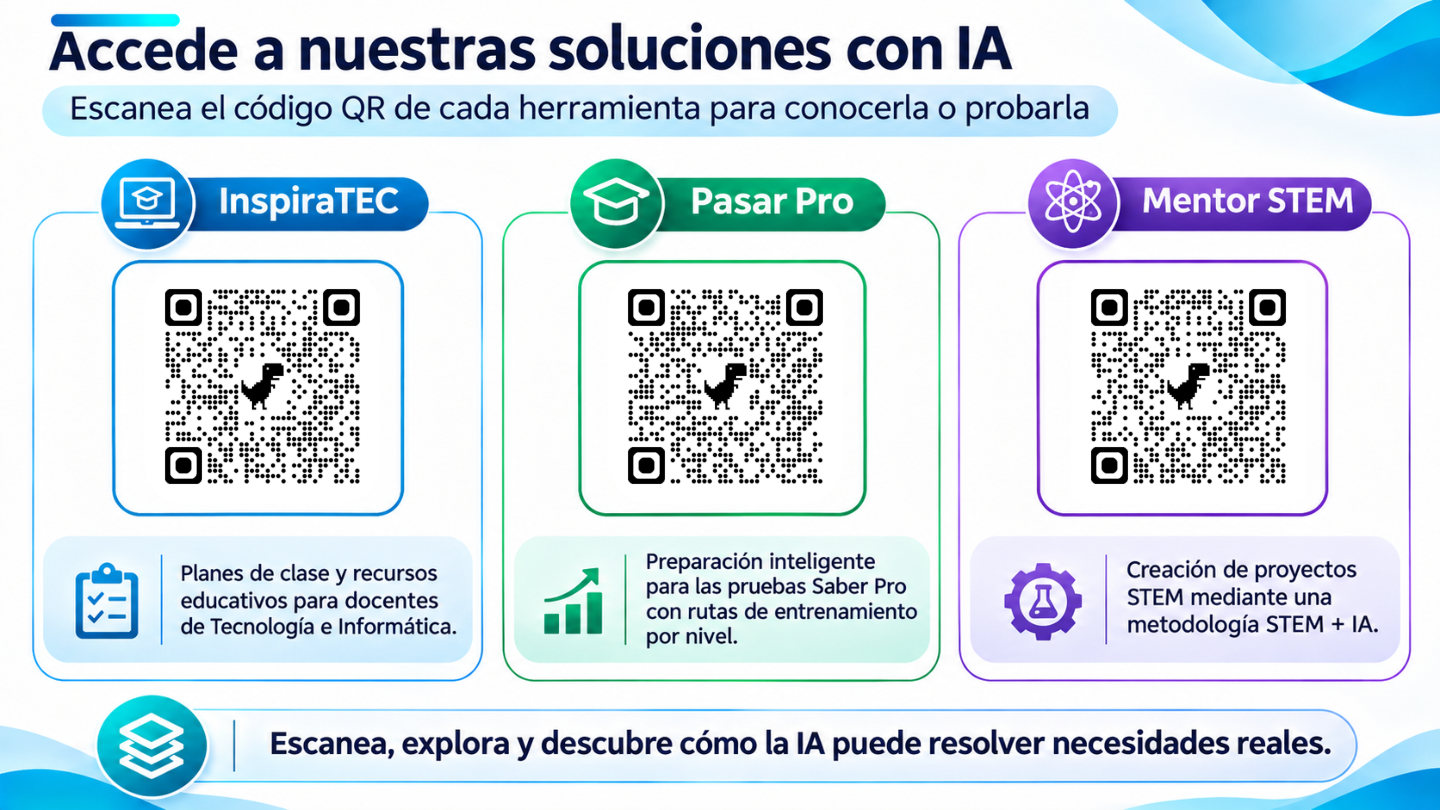 Accede a nuestras soluciones con IA
Escanea el código QR de cada herramienta para conocerla o probarla
InspiraTEC
Planes de clase y recursos
educativos para docentes
de Tecnología e Informática.
Pasar Pro
Preparación inteligente
para las pruebas Saber Pro
con rutas de entrenamiento
por nivel.
Mentor STEM
Creación de proyectos
STEM mediante una
metodología STEM + IA.
Escanea, explora y descubre cómo la IA puede resolver necesidades reales.